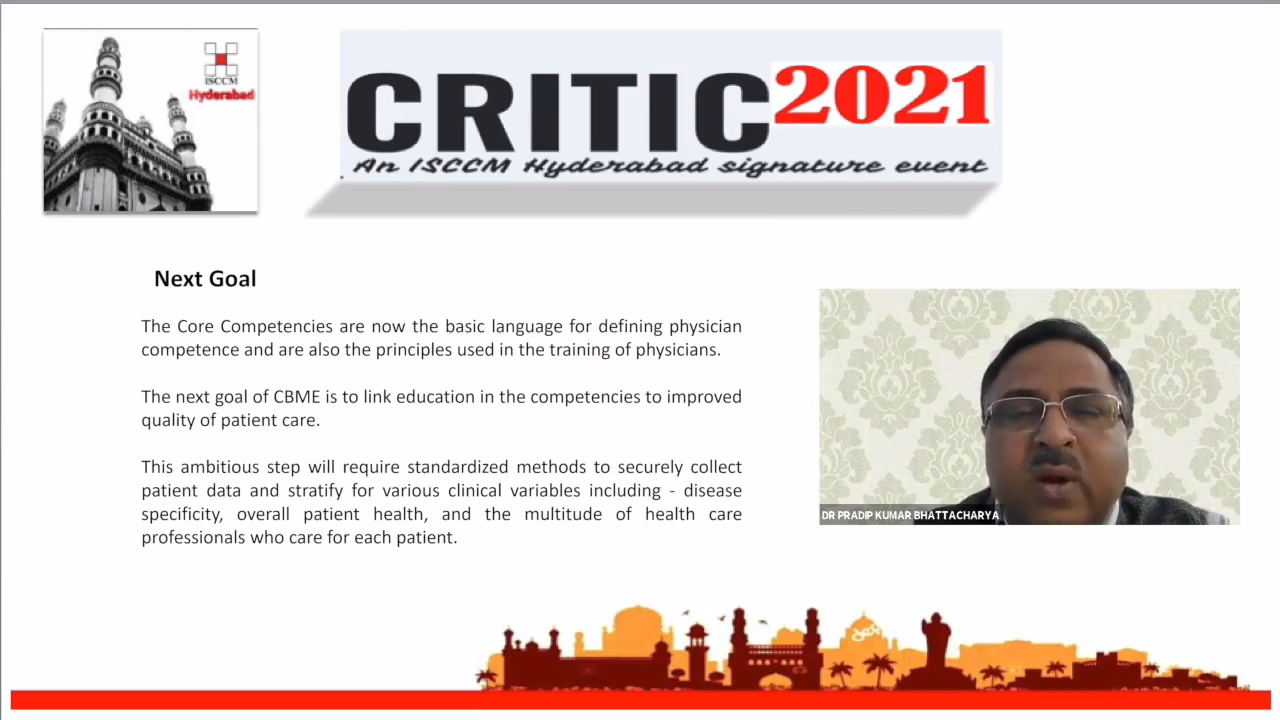 ISCCM
Hyderabad
CRITIC2021
An ISCCM Hyderabad signature event
Next Goal
The Core Competencies are now the basic language for defining physician
competence and are also the principles used in the training of physicians.
The next goal of CBME is to link education in the competencies to improved
quality of patient care.
This ambitious step will require standardized methods to securely collect
patient data and stratify for various clinical variables including - disease
specificity, overall patient health, and the multitude of health care
professionals who care for each patient.
DR PRADIP KUMAR BHATTACHARYA